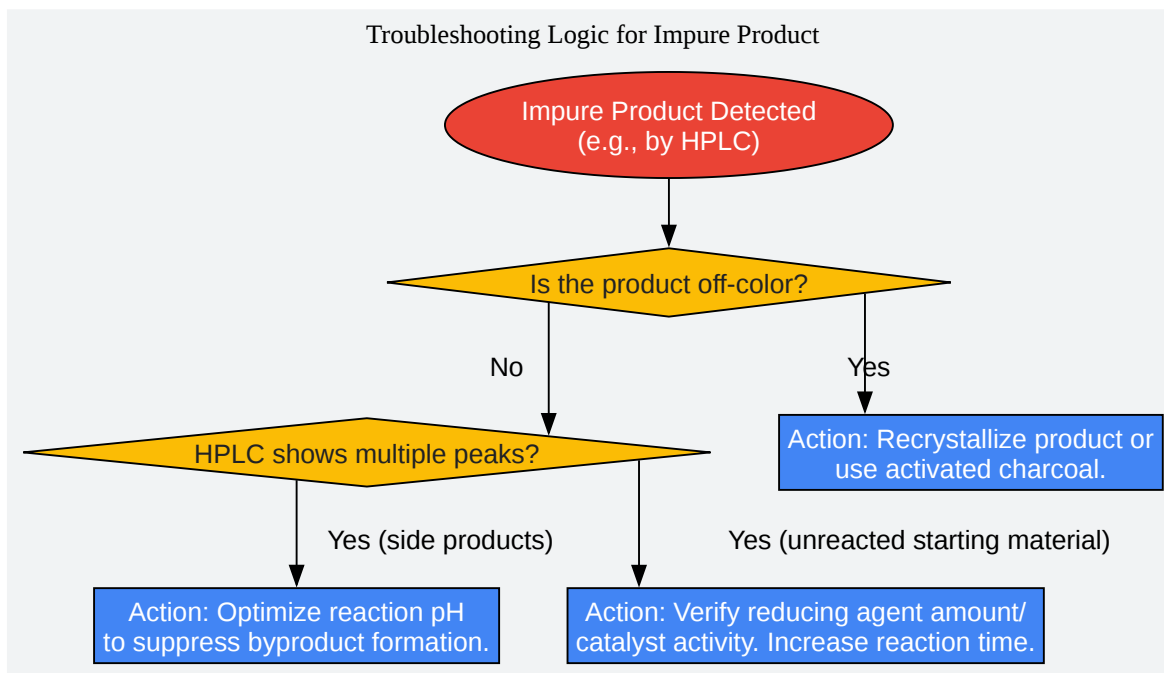 Troubleshooting Logic for Impure Product
Impure Product Detected
(e.g., by HPLC)
Is the product off-color?
No
Yes
Action: Recrystallize product or
use activated charcoal.
HPLC shows multiple peaks?
Yes (side products)
Yes (unreacted starting material)
Action: Optimize reaction pH
to suppress byproduct formation.
Action: Verify reducing agent amount/
catalyst activity. Increase reaction time.